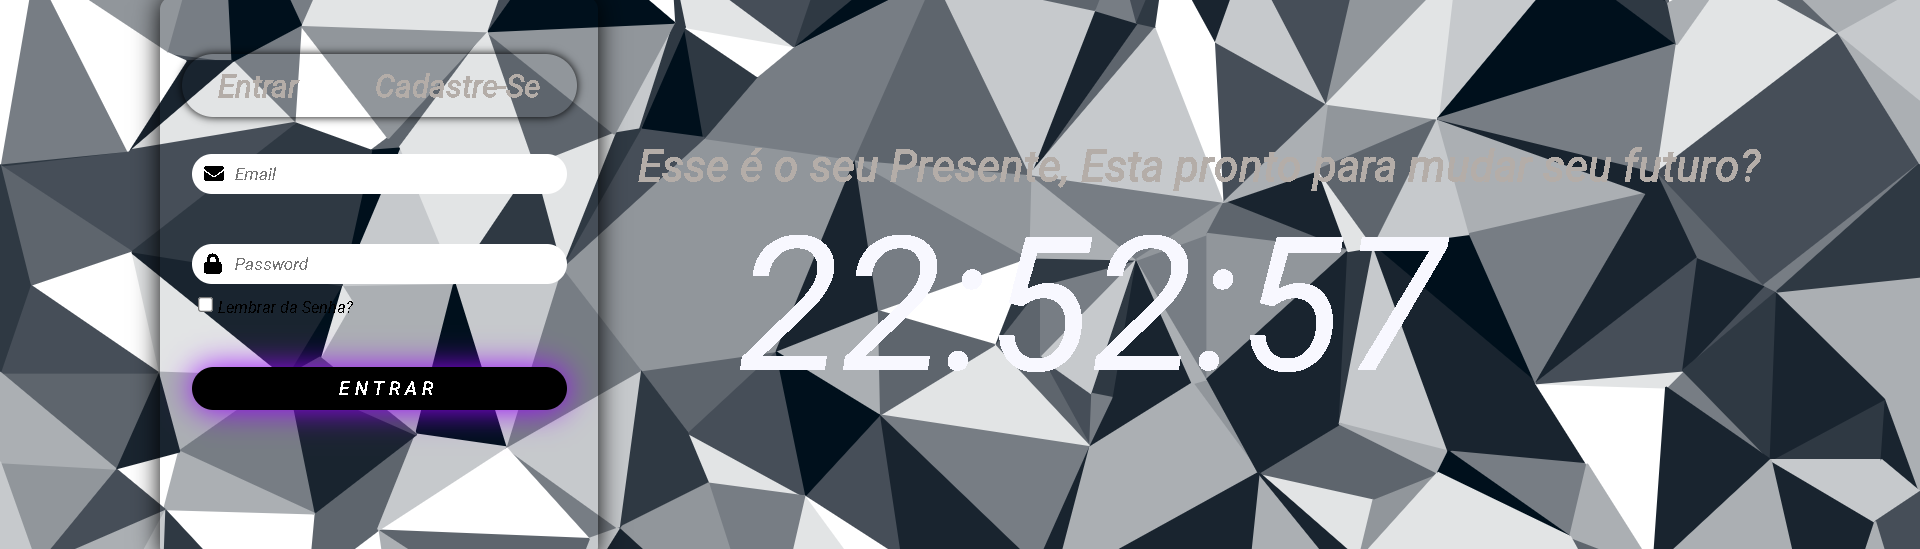 Entrar
Cadastre-Se
Email
Password
Lembrar da Senha?
ENTRAR
Esse é o seu Presente, Esta pronto para mudar seu futuro?
22:52:57